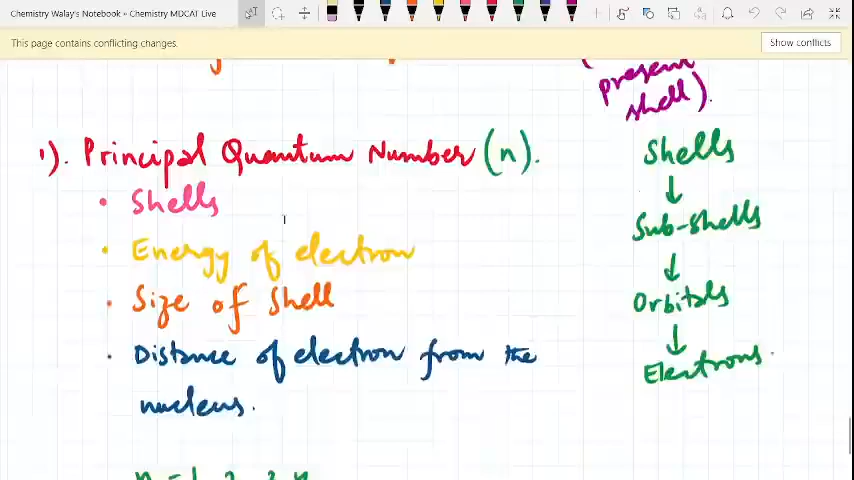 Chemistry Walay's Notebook » Chemistry MDCAT Live
This page contains conflicting changes.
Show conflicts
present
shell).
1). Principal Quantum Number (n).
• Shells
• Energy of electron
• Size of Shell
• Distance of electron from the
nucleus.
Shells
↓
Sub-shells
↓
Orbitals
↓
Electrons.